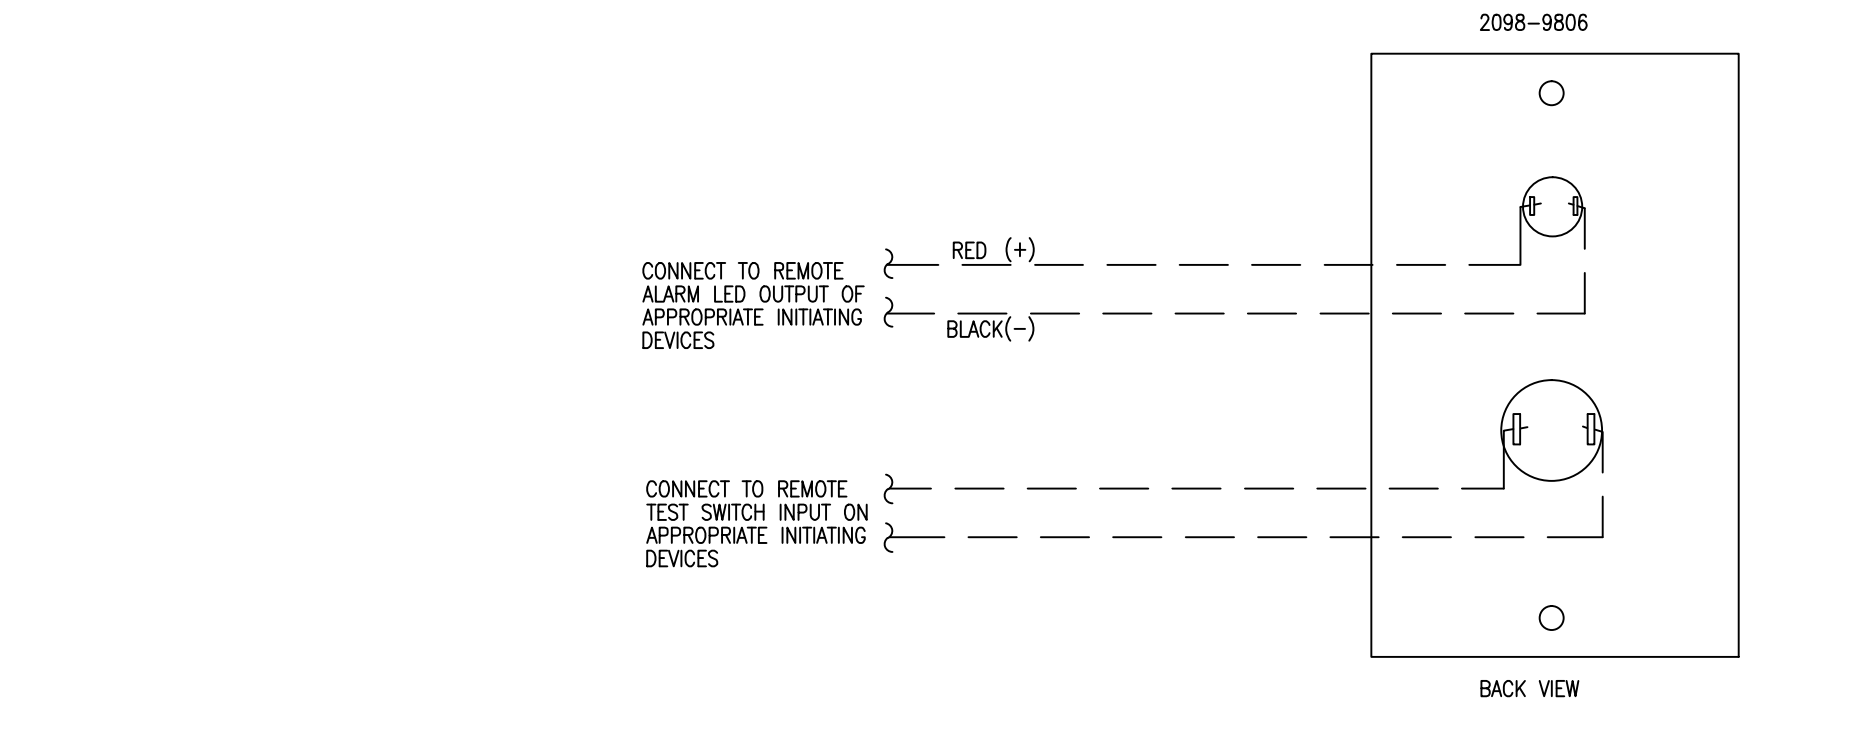 2098-9806
RED (+)
CONNECT TO REMOTE
ALARM LED OUTPUT OF
APPROPRIATE INITIATING
DEVICES
BLACK(-)
CONNECT TO REMOTE
TEST SWITCH INPUT ON
APPROPRIATE INITIATING
DEVICES
BACK VIEW